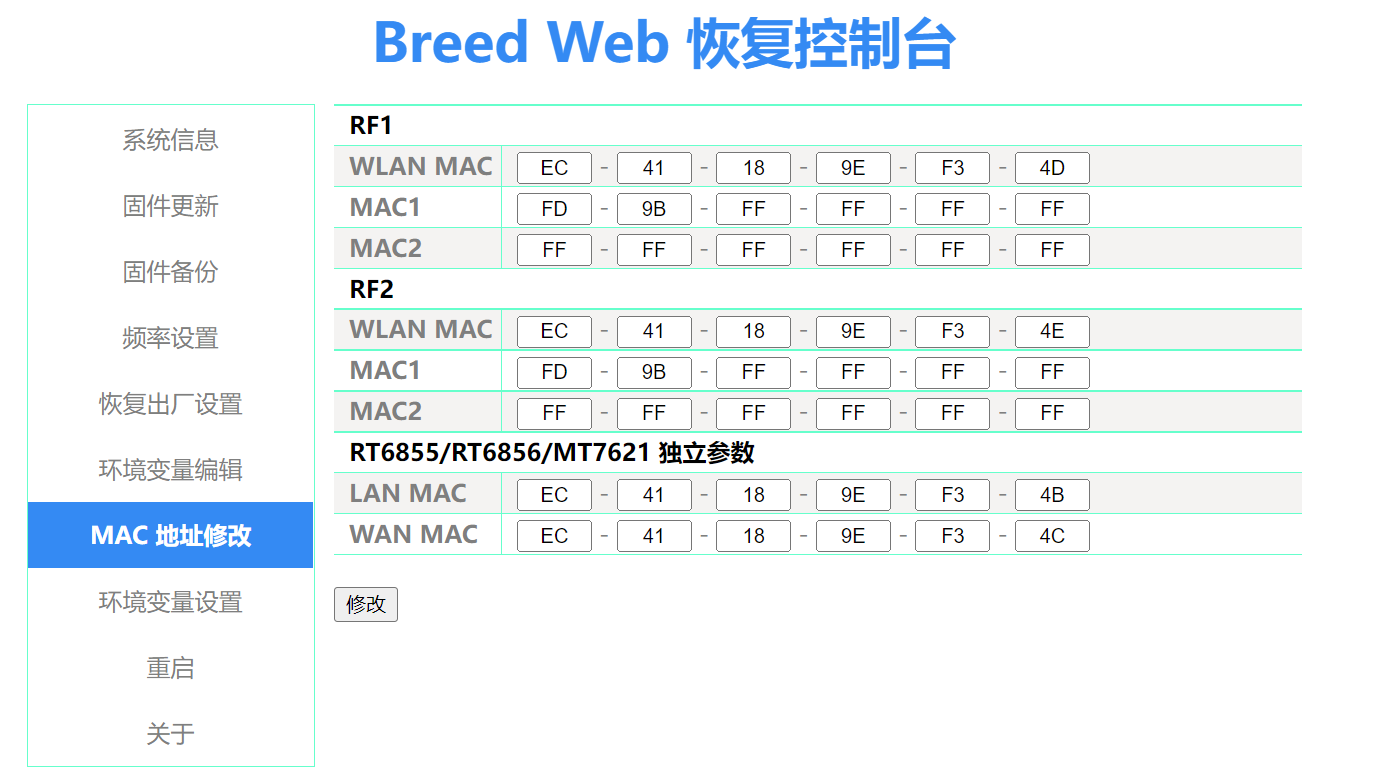 Breed Web 恢复控制台
系统信息
固件更新
固件备份
频率设置
恢复出厂设置
环境变量编辑
MAC 地址修改
环境变量设置
重启
关于
RF1
WLAN MAC EC - 41 - 18 - 9E - F3 - 4D
MAC1 FD - 9B - FF - FF - FF - FF
MAC2 FF - FF - FF - FF - FF - FF
RF2
WLAN MAC EC - 41 - 18 - 9E - F3 - 4E
MAC1 FD - 9B - FF - FF - FF - FF
MAC2 FF - FF - FF - FF - FF - FF
RT6855/RT6856/MT7621 独立参数
LAN MAC EC - 41 - 18 - 9E - F3 - 4B
WAN MAC EC - 41 - 18 - 9E - F3 - 4C
修改